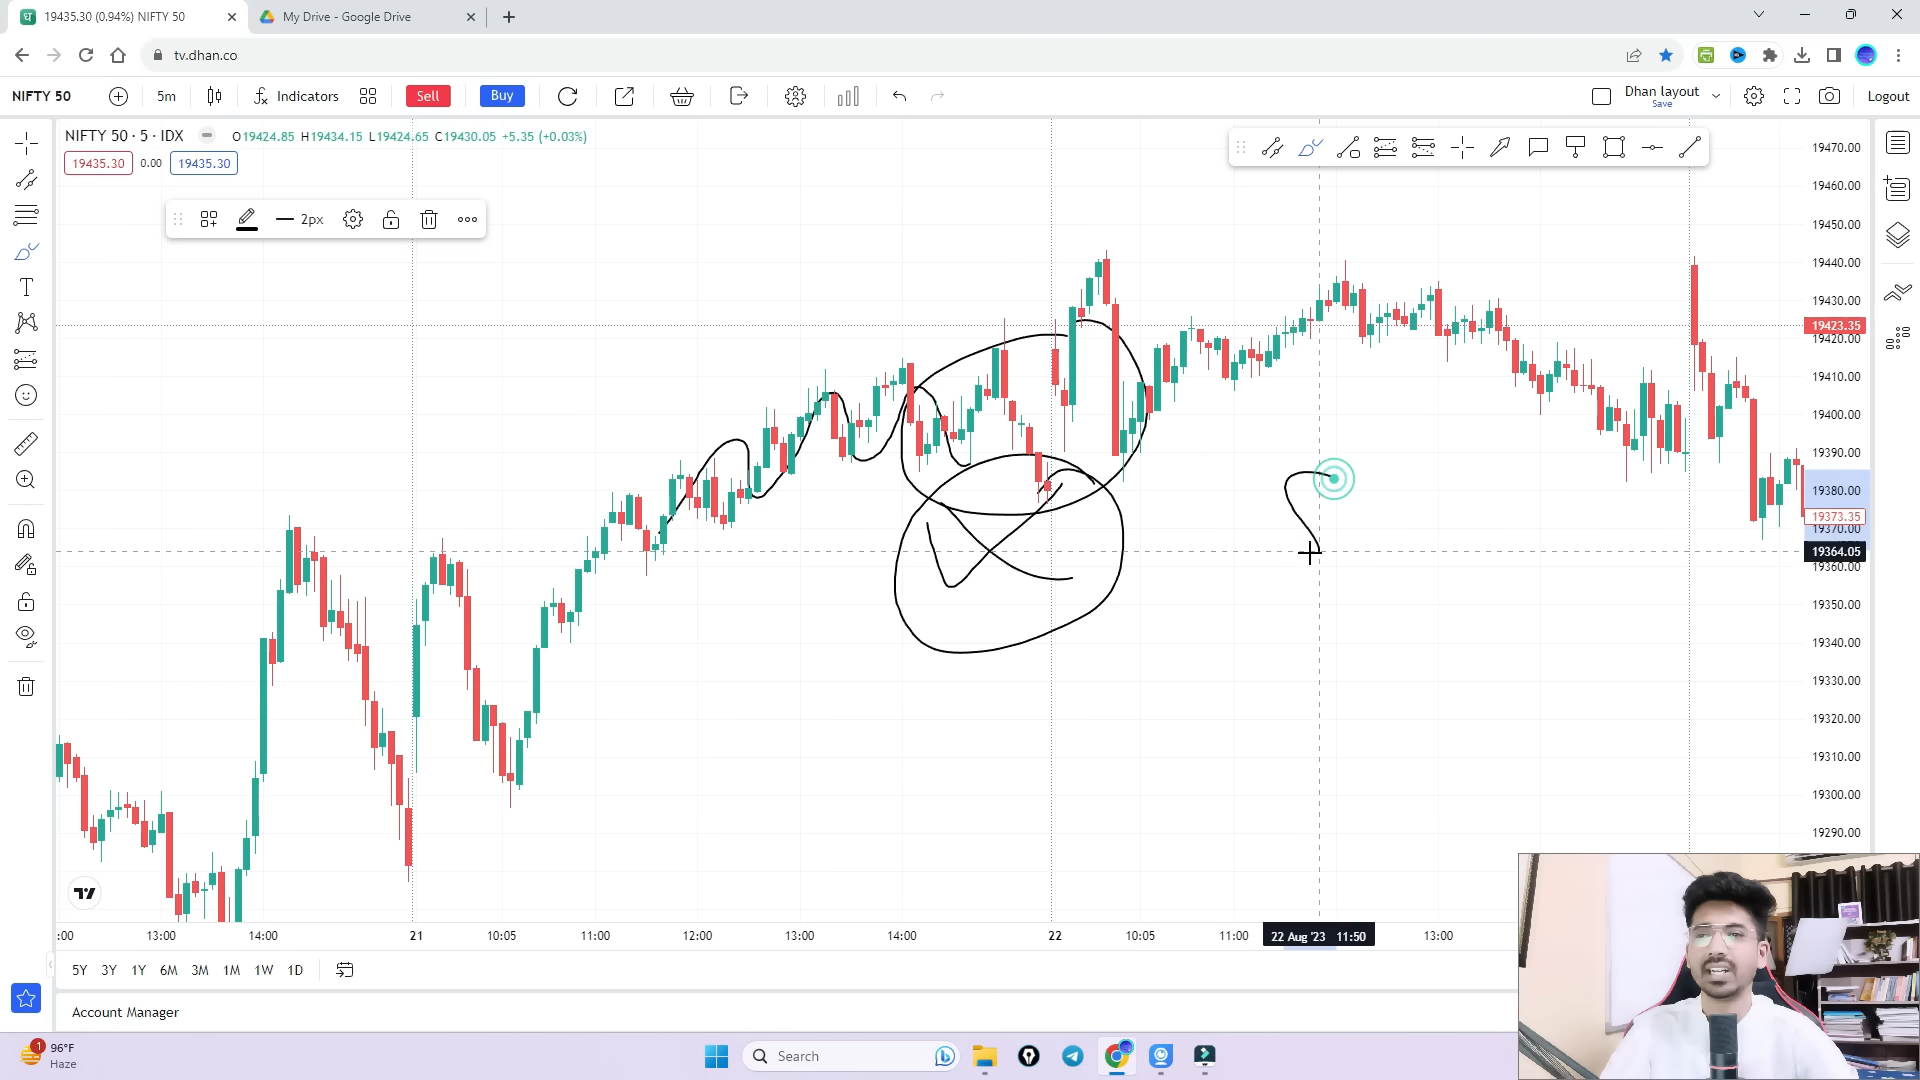 19435.30 (0.94%) NIFTY 50
My Drive - Google Drive
tv.dhan.co
NIFTY 50
5m
Indicators
Sell
Buy
Dhan layout
Save
Logout
NIFTY 50 · 5 · IDX
O19424.85 H19434.15 L19424.65 C19430.05 +5.35 (+0.03%)
19435.30
0.00
19435.30
2px
19470.00
19460.00
19450.00
19440.00
19430.00
19423.35
19420.00
19410.00
19400.00
19390.00
19380.00
19373.35
19370.00
19364.05
19360.00
19350.00
19340.00
19330.00
19320.00
19310.00
19300.00
19290.00
:00
13:00
14:00
21
10:05
11:00
12:00
13:00
14:00
22
10:05
11:00
22 Aug '23 11:50
13:00
5Y
3Y
1Y
6M
3M
1M
1W
1D
Account Manager
1
96°F
Haze
Search